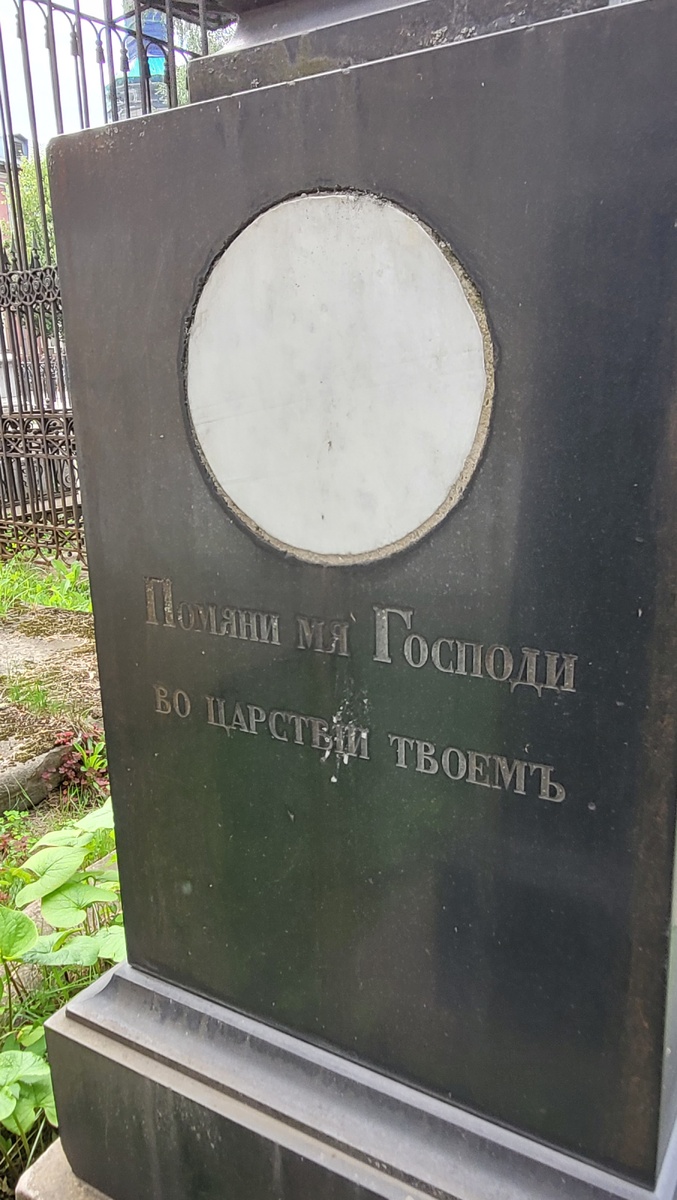 Помяни мя Господи
во царствіи твоемъ